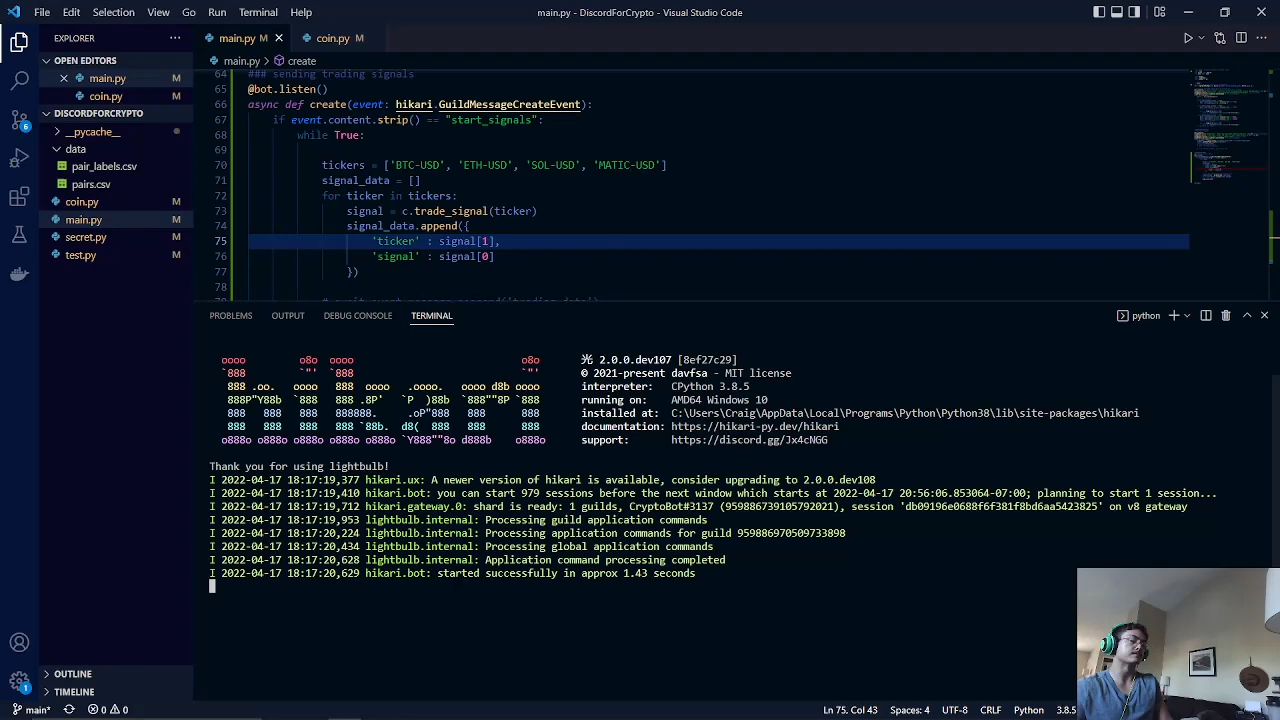 File Edit Selection View Go Run Terminal Help
main.py - DiscordForCrypto - Visual Studio Code
EXPLORER
main.py M
coin.py M
OPEN EDITORS
main.py M
coin.py M
DISCORDFORCRYPTO
__pycache__
data
pair_labels.csv
pairs.csv
coin.py M
main.py M
secret.py M
test.py M
OUTLINE
TIMELINE
main.py > create
64 ### sending trading signals
65 @bot.listen()
66 async def create(event: hikari.GuildMessageCreateEvent):
67 if event.content.strip() == "start_signals":
68 while True:
69
70 tickers = ['BTC-USD', 'ETH-USD', 'SOL-USD', 'MATIC-USD']
71 signal_data = []
72 for ticker in tickers:
73 signal = c.trade_signal(ticker)
74 signal_data.append({
75 'ticker' : signal[1],
76 'signal' : signal[0]
77 })
78
PROBLEMS OUTPUT DEBUG CONSOLE TERMINAL
python
光 2.0.0.dev107 [8ef27c29]
© 2021-present davfsa - MIT license
interpreter: CPython 3.8.5
running on: AMD64 Windows 10
installed at: C:\Users\Craig\AppData\Local\Programs\Python\Python38\lib\site-packages\hikari
documentation: https://hikari-py.dev/hikari
support: https://discord.gg/Jx4cNGG
Thank you for using lightbulb!
I 2022-04-17 18:17:19,377 hikari.ux: A newer version of hikari is available, consider upgrading to 2.0.0.dev108
I 2022-04-17 18:17:19,410 hikari.bot: you can start 979 sessions before the next window which starts at 2022-04-17 20:56:06.853064-07:00; planning to start 1 session...
I 2022-04-17 18:17:19,712 hikari.gateway.0: shard is ready: 1 guilds, CryptoBot#3137 (959886739105792021), session 'db09196e0688f6f381f8bd6aa5423825' on v8 gateway
I 2022-04-17 18:17:19,953 lightbulb.internal: Processing guild application commands
I 2022-04-17 18:17:20,224 lightbulb.internal: Processing application commands for guild 959886970509733898
I 2022-04-17 18:17:20,434 lightbulb.internal: Processing global application commands
I 2022-04-17 18:17:20,628 lightbulb.internal: Application command processing completed
I 2022-04-17 18:17:20,629 hikari.bot: started successfully in approx 1.43 seconds
main* 0 0
Ln 75, Col 43 Spaces: 4 UTF-8 CRLF Python 3.8.5